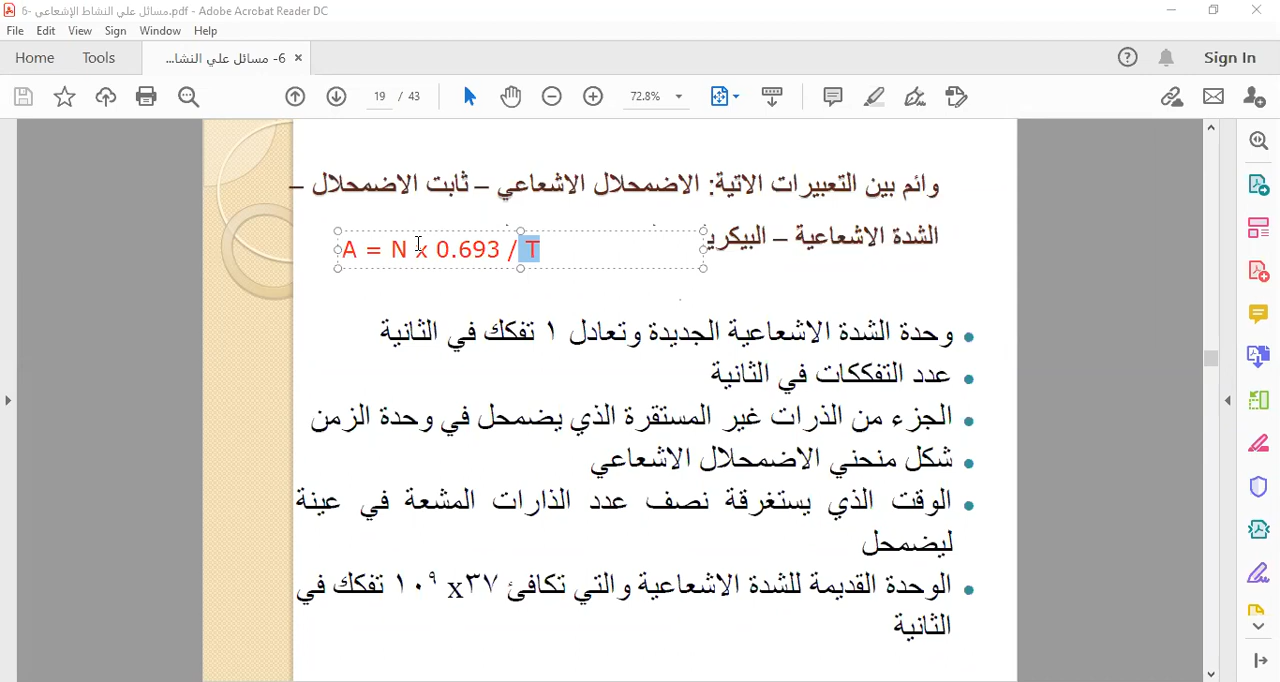 6- مسائل علي النشاط الإشعاعي.pdf - Adobe Acrobat Reader DC
File Edit View Sign Window Help
Home Tools 6- مسائل علي النشا... × Sign In
19 / 43 72.8%
وائم بين التعبيرات الاتية: الاضمحلال الاشعاعي – ثابت الاضمحلال –
الشدة الاشعاعية – البيكري
A = N x 0.693 / T
• وحدة الشدة الاشعاعية الجديدة وتعادل ١ تفكك في الثانية
• عدد التفككات في الثانية
• الجزء من الذرات غير المستقرة الذي يضمحل في وحدة الزمن
• شكل منحني الاضمحلال الاشعاعي
• الوقت الذي يستغرقة نصف عدد الذارات المشعة في عينة
ليضمحل
• الوحدة القديمة للشدة الاشعاعية والتي تكافئ ٣٧x ١٠⁹ تفكك في
الثانية